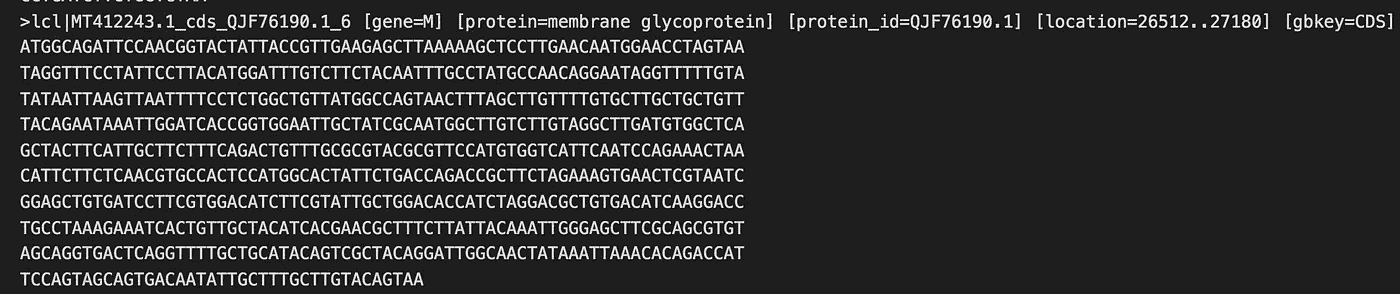 >lcl|MT412243.1_cds_QJF76190.1_6 [gene=M] [protein=membrane glycoprotein] [protein_id=QJF76190.1] [location=26512..27180] [gbkey=CDS]
ATGGCAGATTCCAACGGTACTATTACCGTTGAAGAGCTTAAAAAGCTCCTTGAACAATGGAACCTAGTAA
TAGGTTTCCTATTCCTTACATGGATTTGTCTTCTACAATTTGCCTATGCCAACAGGAATAGGTTTTTGTA
TATAATTAAGTTAATTTTCCTCTGGCTGTTATGGCCAGTAACTTTAGCTTGTTTTGTGCTTGCTGCTGTT
TACAGAATAAATTGGATCACCGGTGGAATTGCTATCGCAATGGCTTGTCTTGTAGGCTTGATGTGGCTCA
GCTACTTCATTGCTTCTTTCAGACTGTTTGCGCGTACGCGTTCCATGTGGTCATTCAATCCAGAAACTAA
CATTCTTCTCAACGTGCCACTCCATGGCACTATTCTGACCAGACCGCTTCTAGAAAGTGAACTCGTAATC
GGAGCTGTGATCCTTCGTGGACATCTTCGTATTGCTGGACACCATCTAGGACGCTGTGACATCAAGGACC
TGCCTAAAGAAATCACTGTTGCTACATCACGAACGCTTTCTTATTACAAATTGGGAGCTTCGCAGCGTGT
AGCAGGTGACTCAGGTTTTGCTGCATACAGTCGCTACAGGATTGGCAACTATAAATTAAACACAGACCAT
TCCAGTAGCAGTGACAATATTGCTTTGCTTGTACAGTAA